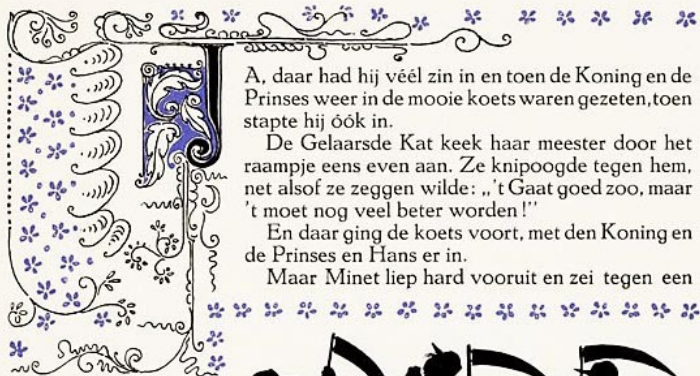 JA, daar had hij véél zin in en toen de Koning en de
Prinses weer in de mooie koets waren gezeten, toen
stapte hij óók in.
De Gelaarsde Kat keek haar meester door het
raampje eens even aan. Ze knipoogde tegen hem,
net alsof ze zeggen wilde: „'t Gaat goed zoo, maar
't moet nog veel beter worden!”
En daar ging de koets voort, met den Koning en
de Prinses en Hans er in.
Maar Minet liep hard vooruit en zei tegen een